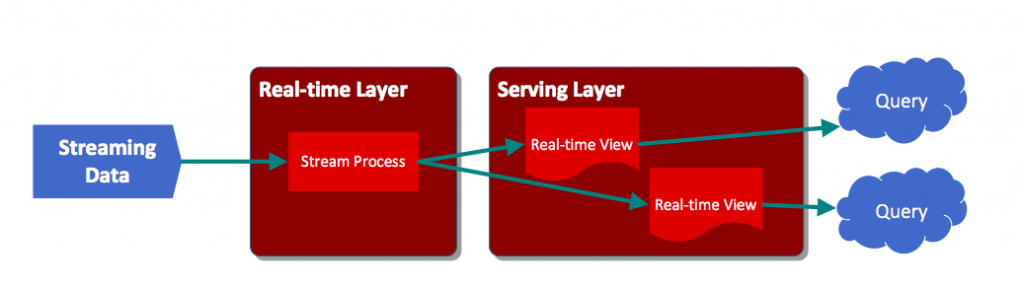 Real-time Layer
Serving Layer
Streaming
Data
Stream Process
Real-time View
Real-time View
Query
Query